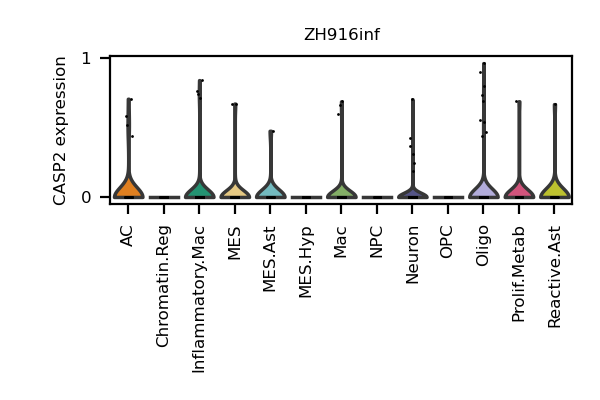 ZH916inf
CASP2 expression
1
0
AC
Chromatin.Reg
Inflammatory.Mac
MES
MES.Ast
MES.Hyp
Mac
NPC
Neuron
OPC
Oligo
Prolif.Metab
Reactive.Ast